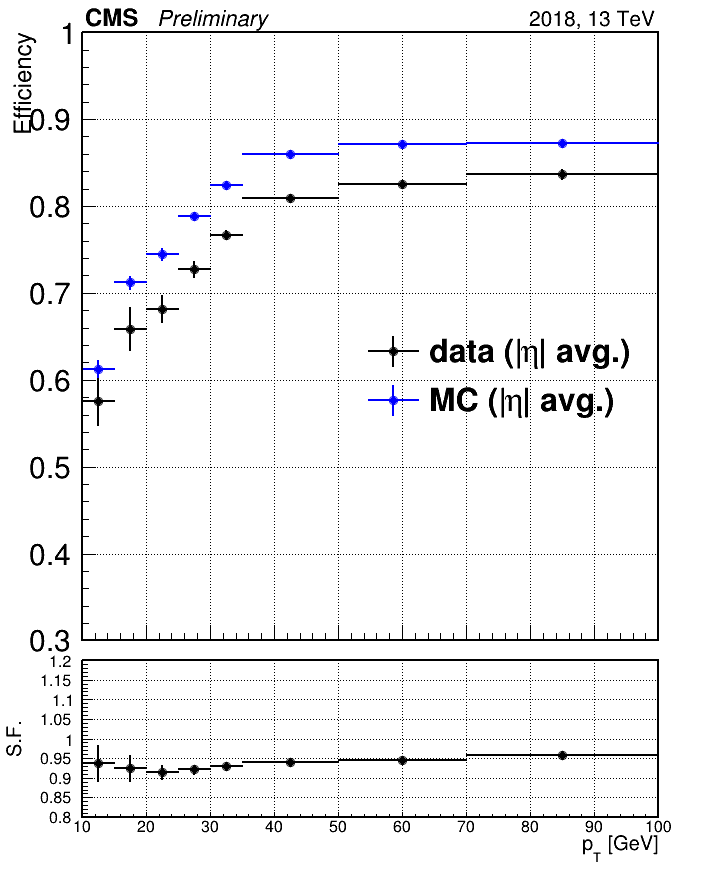 CMS Preliminary 2018, 13 TeV
Efficiency
1
0.9
0.8
0.7
0.6
0.5
0.4
0.3
data (|η| avg.)
MC (|η| avg.)
S.F.
1.2
1.15
1.1
1.05
1
0.95
0.9
0.85
0.8
10 20 30 40 50 60 70 80 90 100
p_T [GeV]